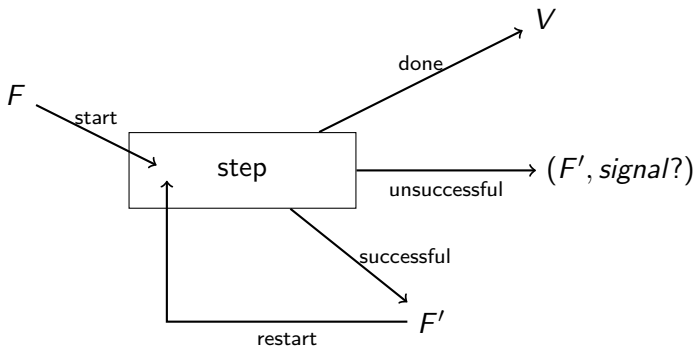 V
done
F
start
step
(F′, signal?)
unsuccessful
successful
F′
restart